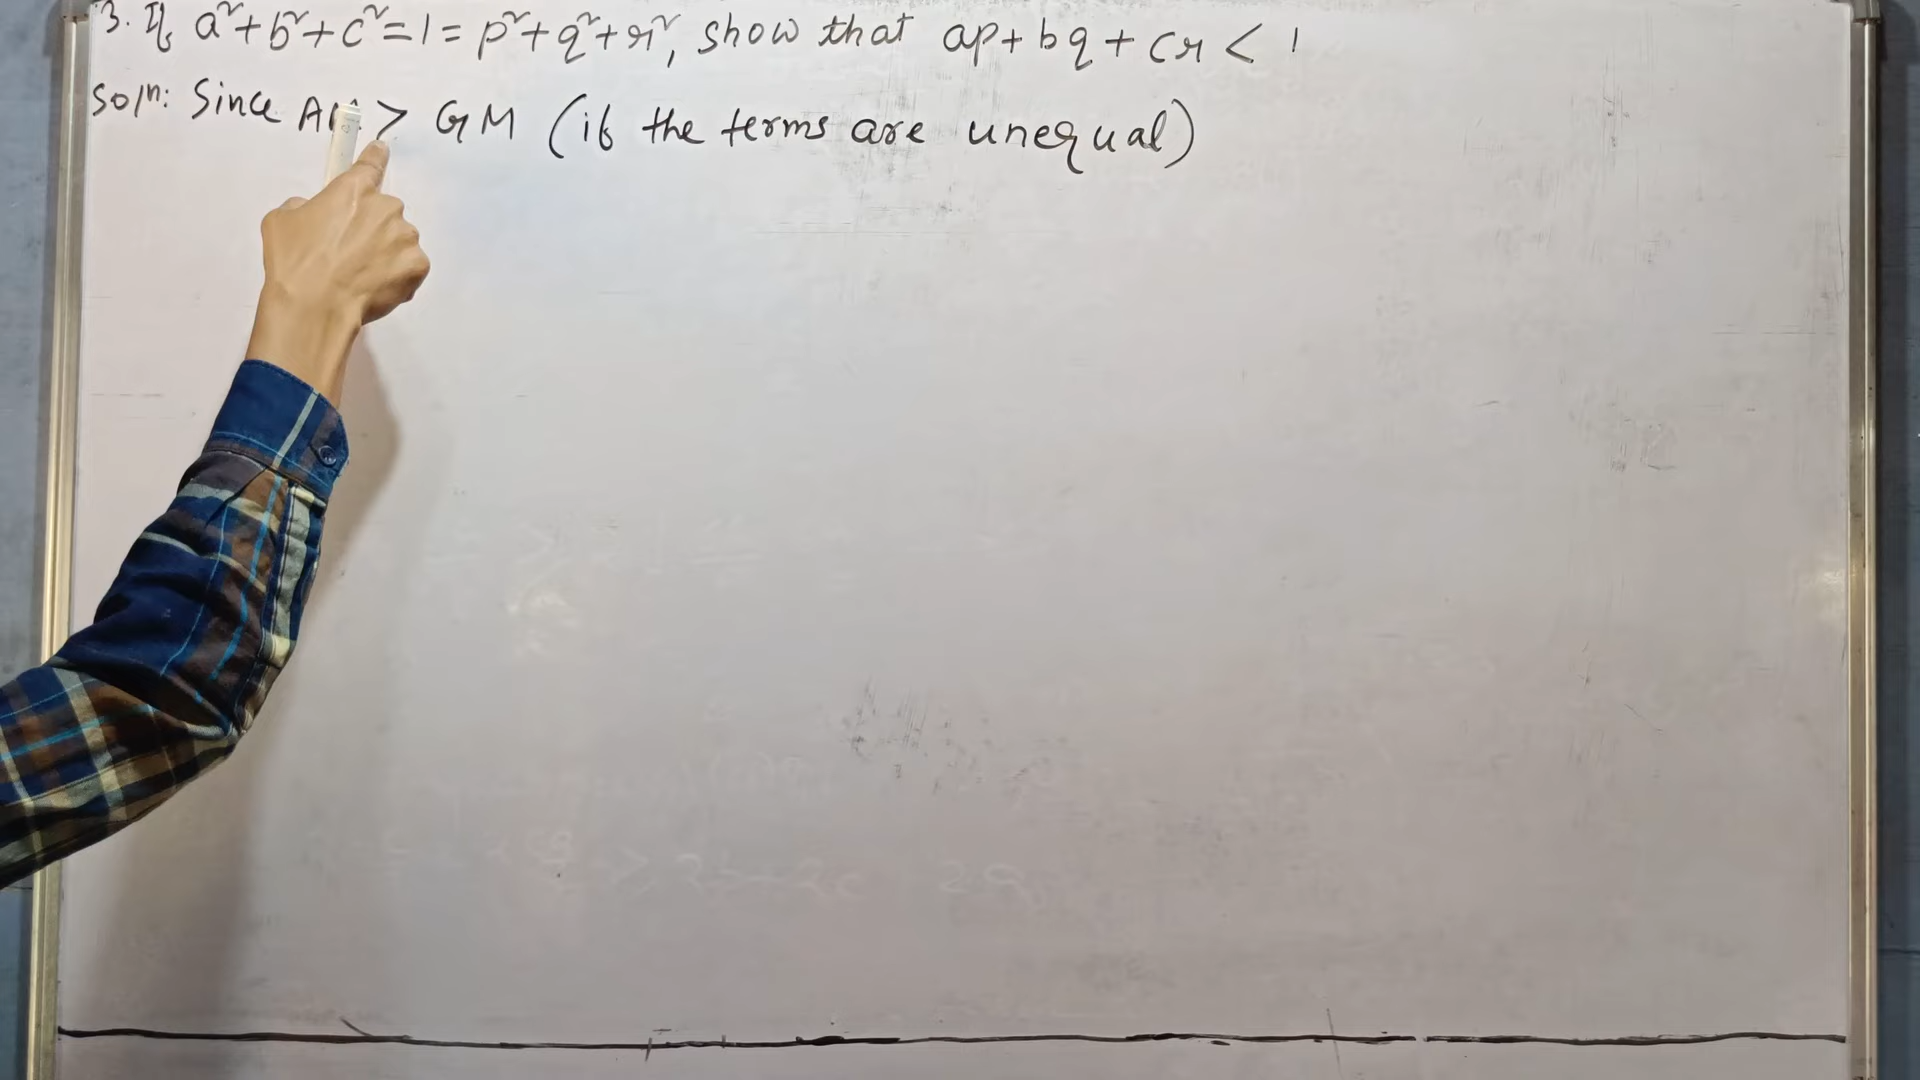 3. If a²+b²+c²=1=p²+q²+r², show that ap+bq+cr < 1
Soln: Since AM > GM (if the terms are unequal)